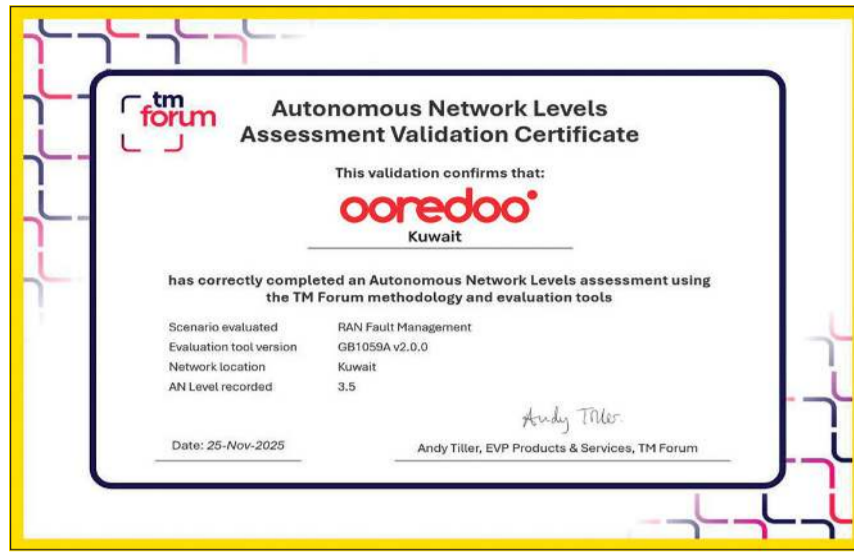 tm
forum
Autonomous Network Levels
Assessment Validation Certificate
This validation confirms that:
ooredoo
Kuwait
has correctly completed an Autonomous Network Levels assessment using
the TM Forum methodology and evaluation tools
Scenario evaluated RAN Fault Management
Evaluation tool version GB1059A v2.0.0
Network location Kuwait
AN Level recorded 3.5
Andy Tiller.
Date: 25-Nov-2025 Andy Tiller, EVP Products & Services, TM Forum